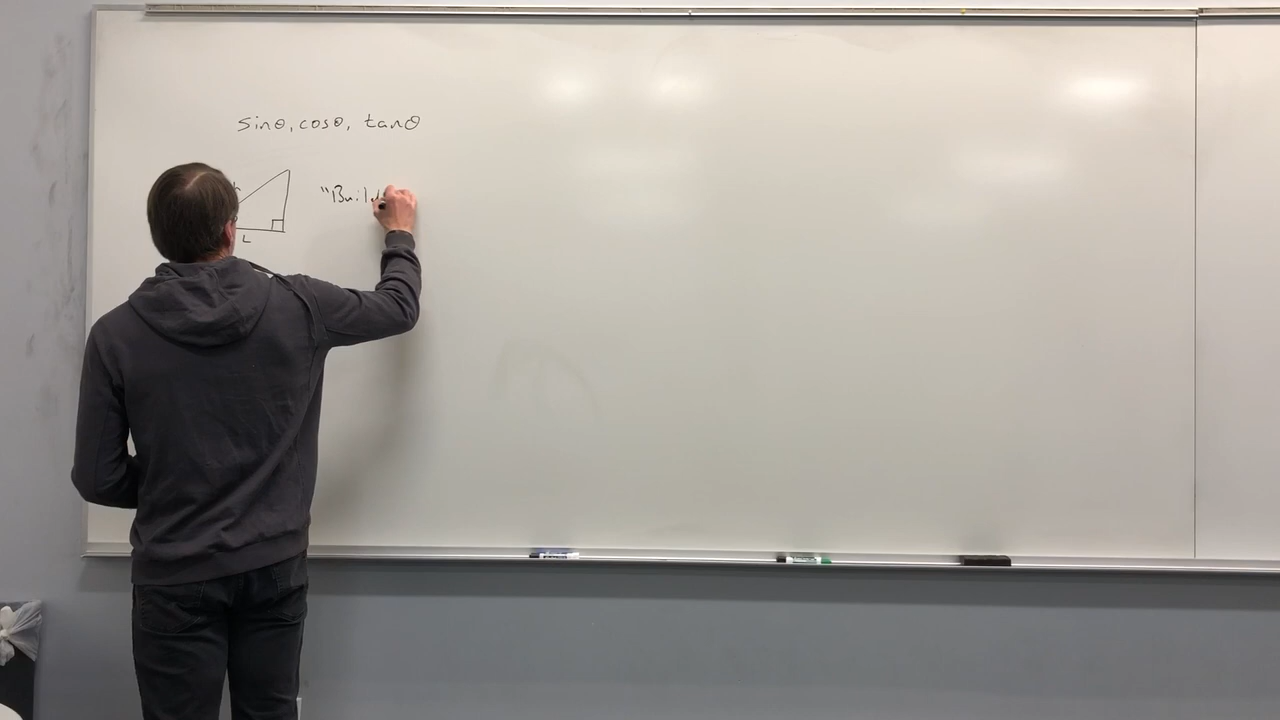 sinθ, cosθ, tanθ
"Buil
L